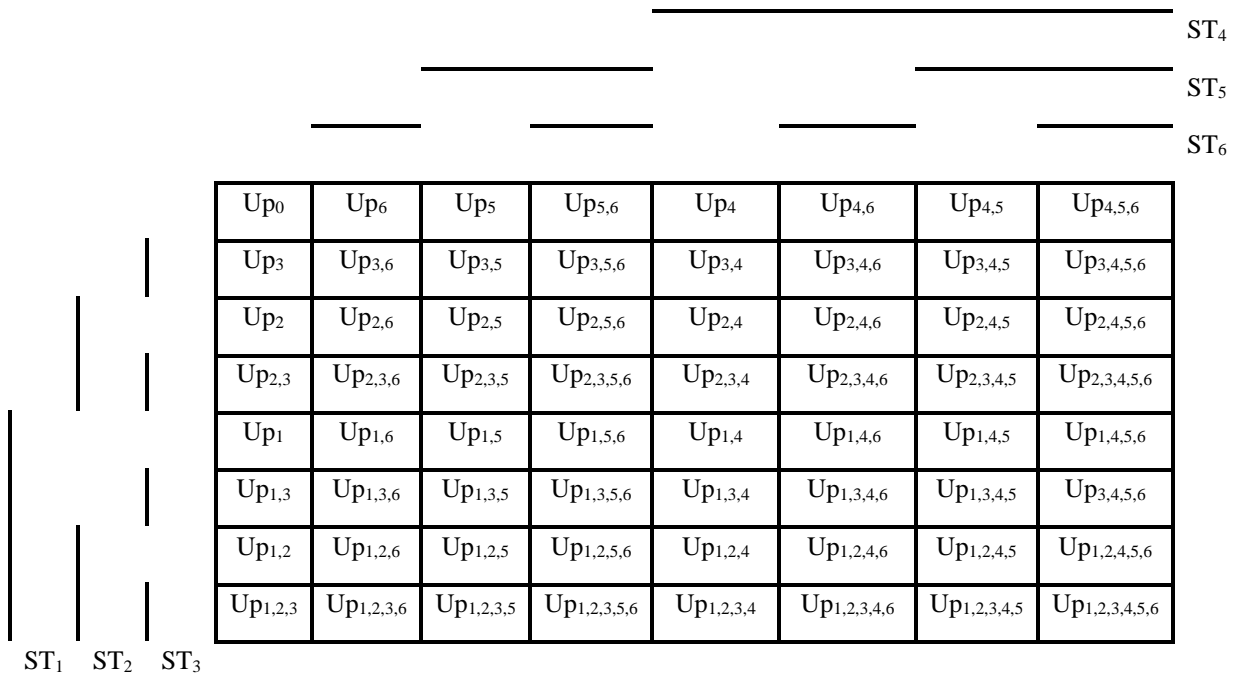 ST₄
ST₅
ST₆
Up₀ Up₆ Up₅ Up₅,₆ Up₄ Up₄,₆ Up₄,₅ Up₄,₅,₆
Up₃ Up₃,₆ Up₃,₅ Up₃,₅,₆ Up₃,₄ Up₃,₄,₆ Up₃,₄,₅ Up₃,₄,₅,₆
Up₂ Up₂,₆ Up₂,₅ Up₂,₅,₆ Up₂,₄ Up₂,₄,₆ Up₂,₄,₅ Up₂,₄,₅,₆
Up₂,₃ Up₂,₃,₆ Up₂,₃,₅ Up₂,₃,₅,₆ Up₂,₃,₄ Up₂,₃,₄,₆ Up₂,₃,₄,₅ Up₂,₃,₄,₅,₆
Up₁ Up₁,₆ Up₁,₅ Up₁,₅,₆ Up₁,₄ Up₁,₄,₆ Up₁,₄,₅ Up₁,₄,₅,₆
Up₁,₃ Up₁,₃,₆ Up₁,₃,₅ Up₁,₃,₅,₆ Up₁,₃,₄ Up₁,₃,₄,₆ Up₁,₃,₄,₅ Up₃,₄,₅,₆
Up₁,₂ Up₁,₂,₆ Up₁,₂,₅ Up₁,₂,₅,₆ Up₁,₂,₄ Up₁,₂,₄,₆ Up₁,₂,₄,₅ Up₁,₂,₄,₅,₆
Up₁,₂,₃ Up₁,₂,₃,₆ Up₁,₂,₃,₅ Up₁,₂,₃,₅,₆ Up₁,₂,₃,₄ Up₁,₂,₃,₄,₆ Up₁,₂,₃,₄,₅ Up₁,₂,₃,₄,₅,₆
ST₁ ST₂ ST₃